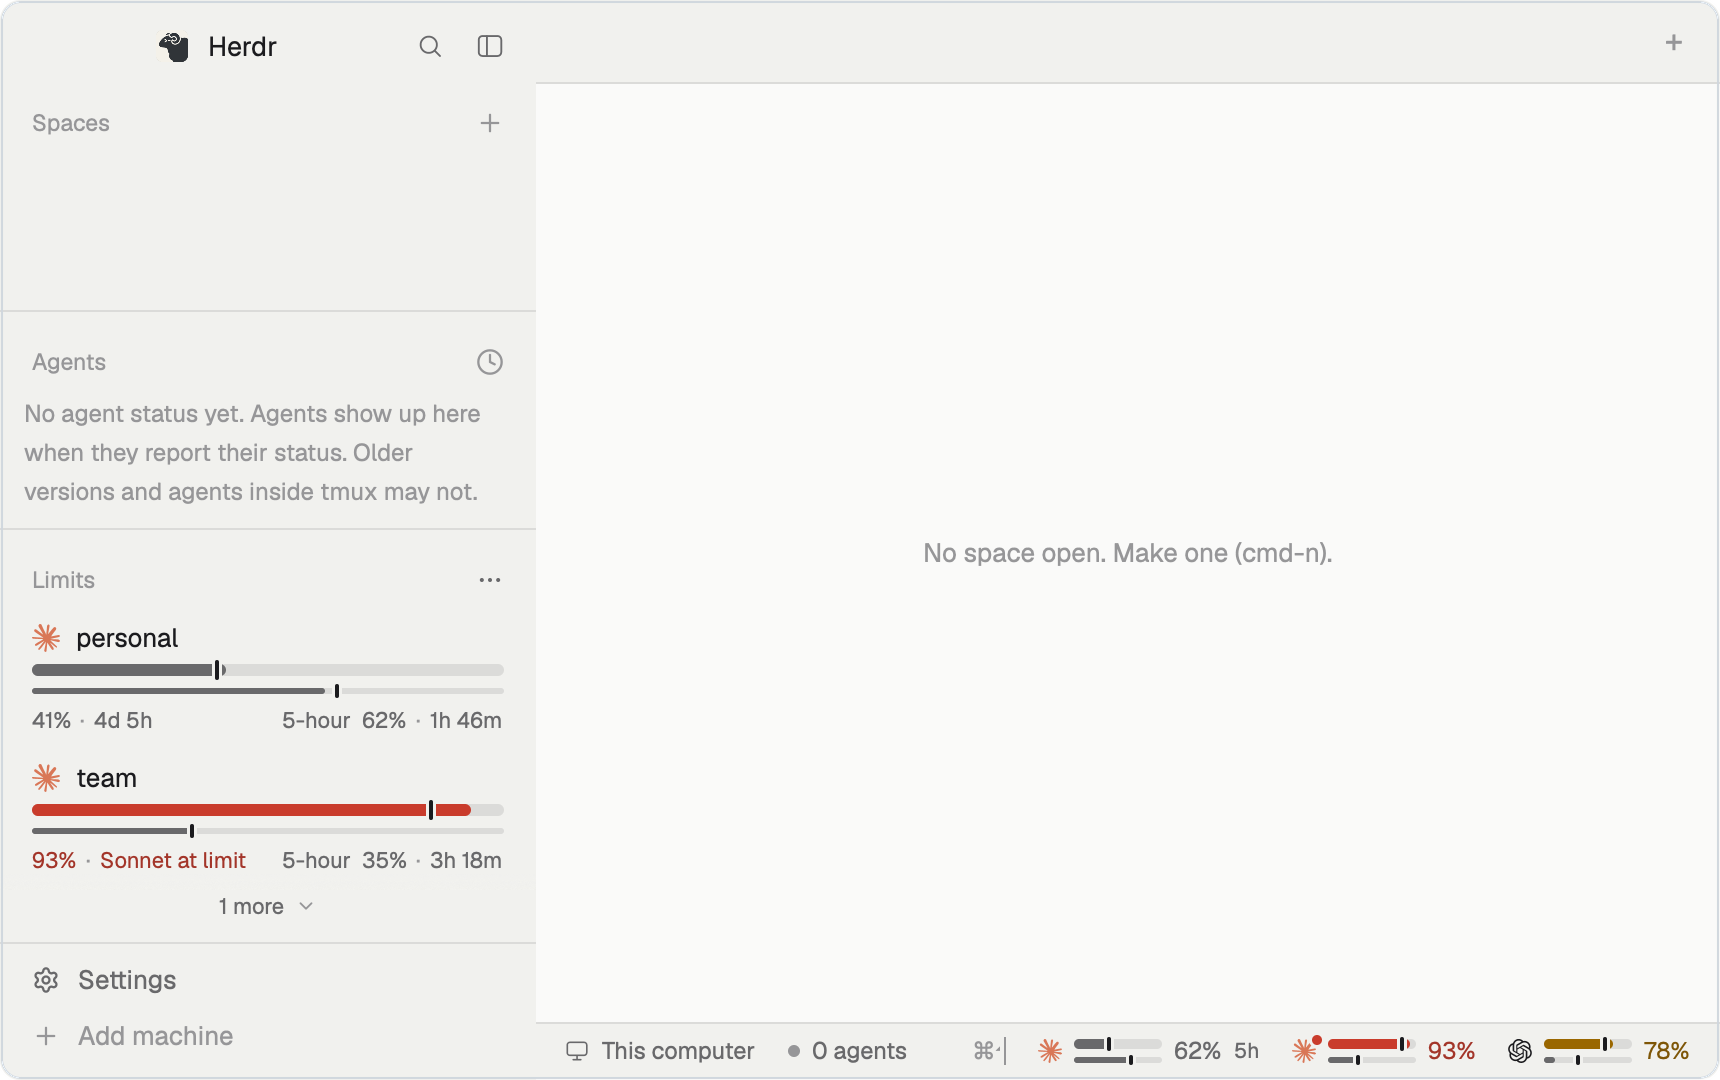 Herdr
Spaces
Agents
No agent status yet. Agents show up here
when they report their status. Older
versions and agents inside tmux may not.
Limits
personal
41% · 4d 5h
5-hour 62% · 1h 46m
team
93% · Sonnet at limit
5-hour 35% · 3h 18m
1 more
Settings
Add machine
No space open. Make one (cmd-n).
This computer
0 agents
⌘
62% 5h
93%
78%